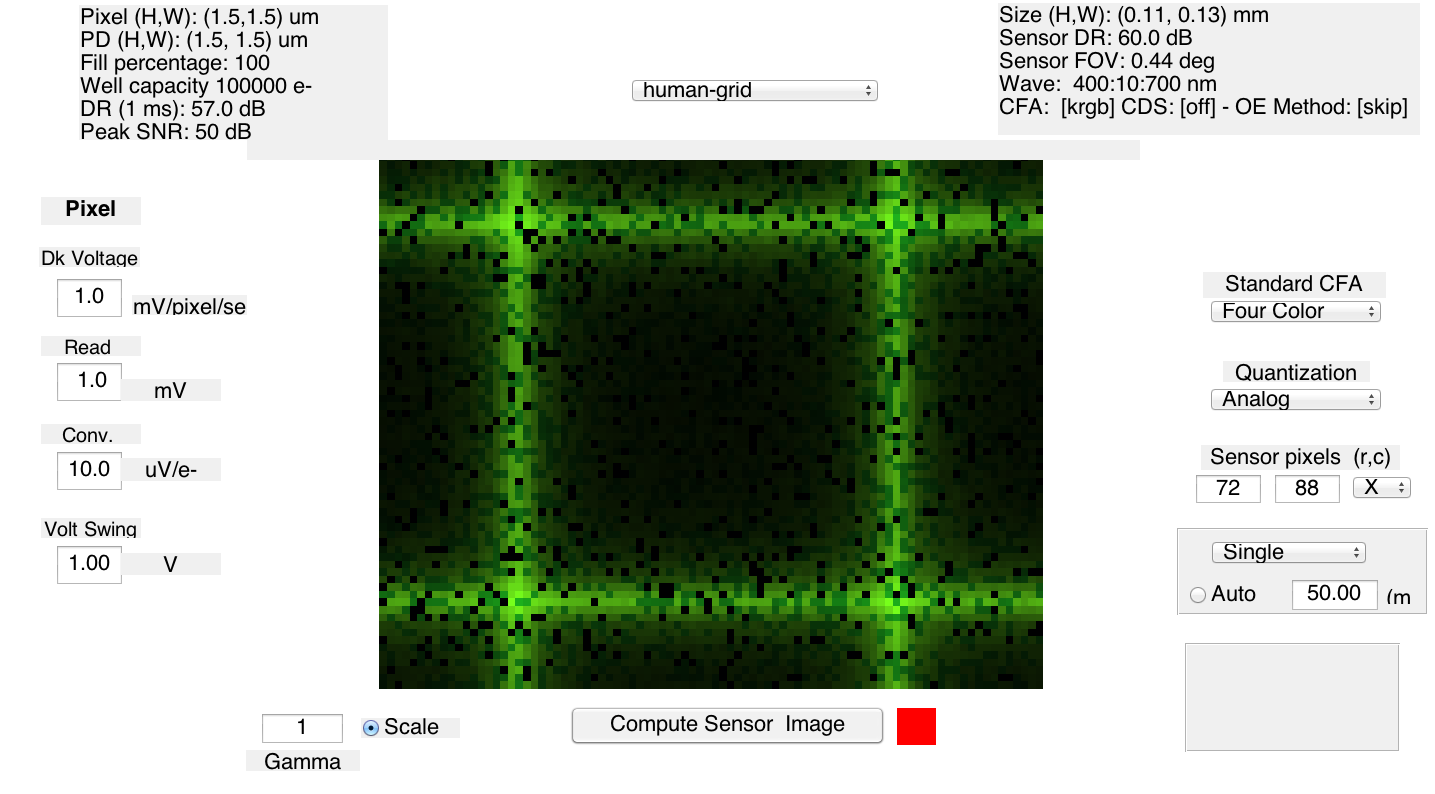 Pixel (H,W): (1.5,1.5) um
PD (H,W): (1.5, 1.5) um
Fill percentage: 100
Well capacity 100000 e-
DR (1 ms): 57.0 dB
Peak SNR: 50 dB
human-grid
Size (H,W): (0.11, 0.13) mm
Sensor DR: 60.0 dB
Sensor FOV: 0.44 deg
Wave:  400:10:700 nm
CFA:  [krgb] CDS: [off] - OE Method: [skip]
Pixel
Dk Voltage
1.0 mV/pixel/se
Read
1.0 mV
Conv.
10.0 uV/e-
Volt Swing
1.00 V
Standard CFA
Four Color
Quantization
Analog
Sensor pixels  (r,c)
72 88 X
Single
Auto 50.00 (m
1 Scale
Gamma
Compute Sensor  Image